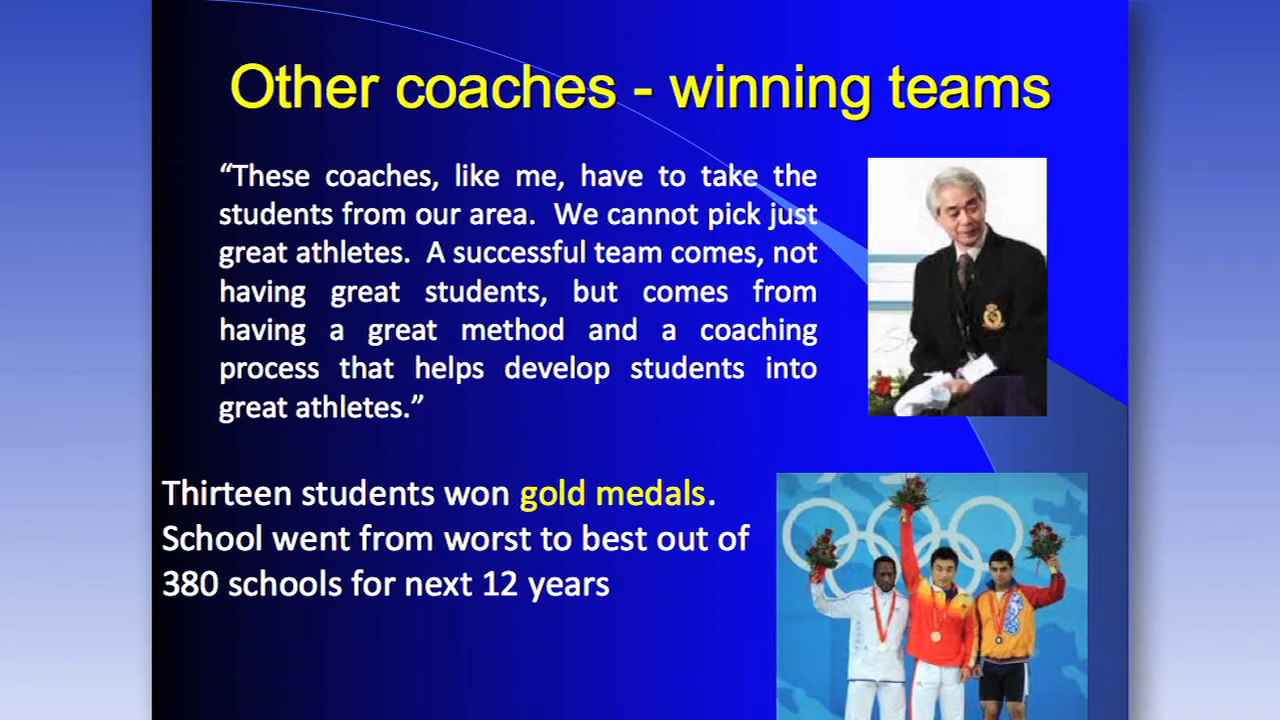 Other coaches - winning teams
“These coaches, like me, have to take the
students from our area. We cannot pick just
great athletes. A successful team comes, not
having great students, but comes from
having a great method and a coaching
process that helps develop students into
great athletes.”
Thirteen students won gold medals.
School went from worst to best out of
380 schools for next 12 years